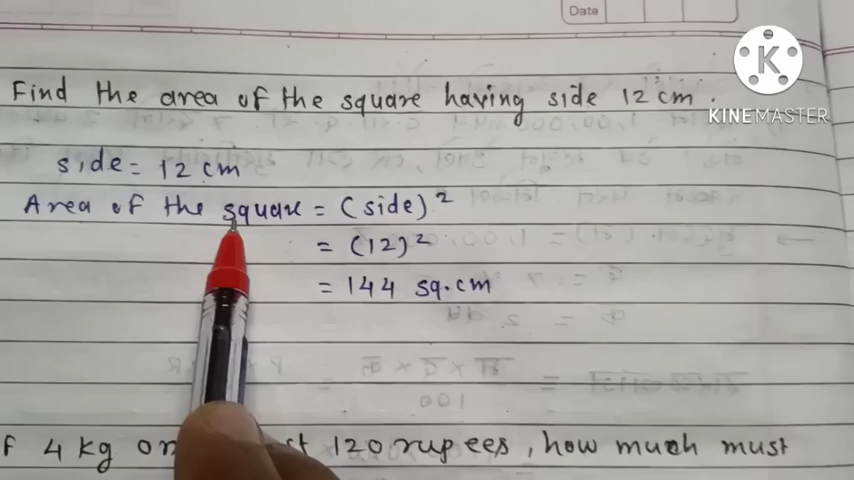 Data
K
KINEMASTER
Find the area of the square having side 12 cm.
side = 12 cm
Area of the square = (side)²
= (12)²
= 144 sq.cm
4 kg 120 rupees, how much must